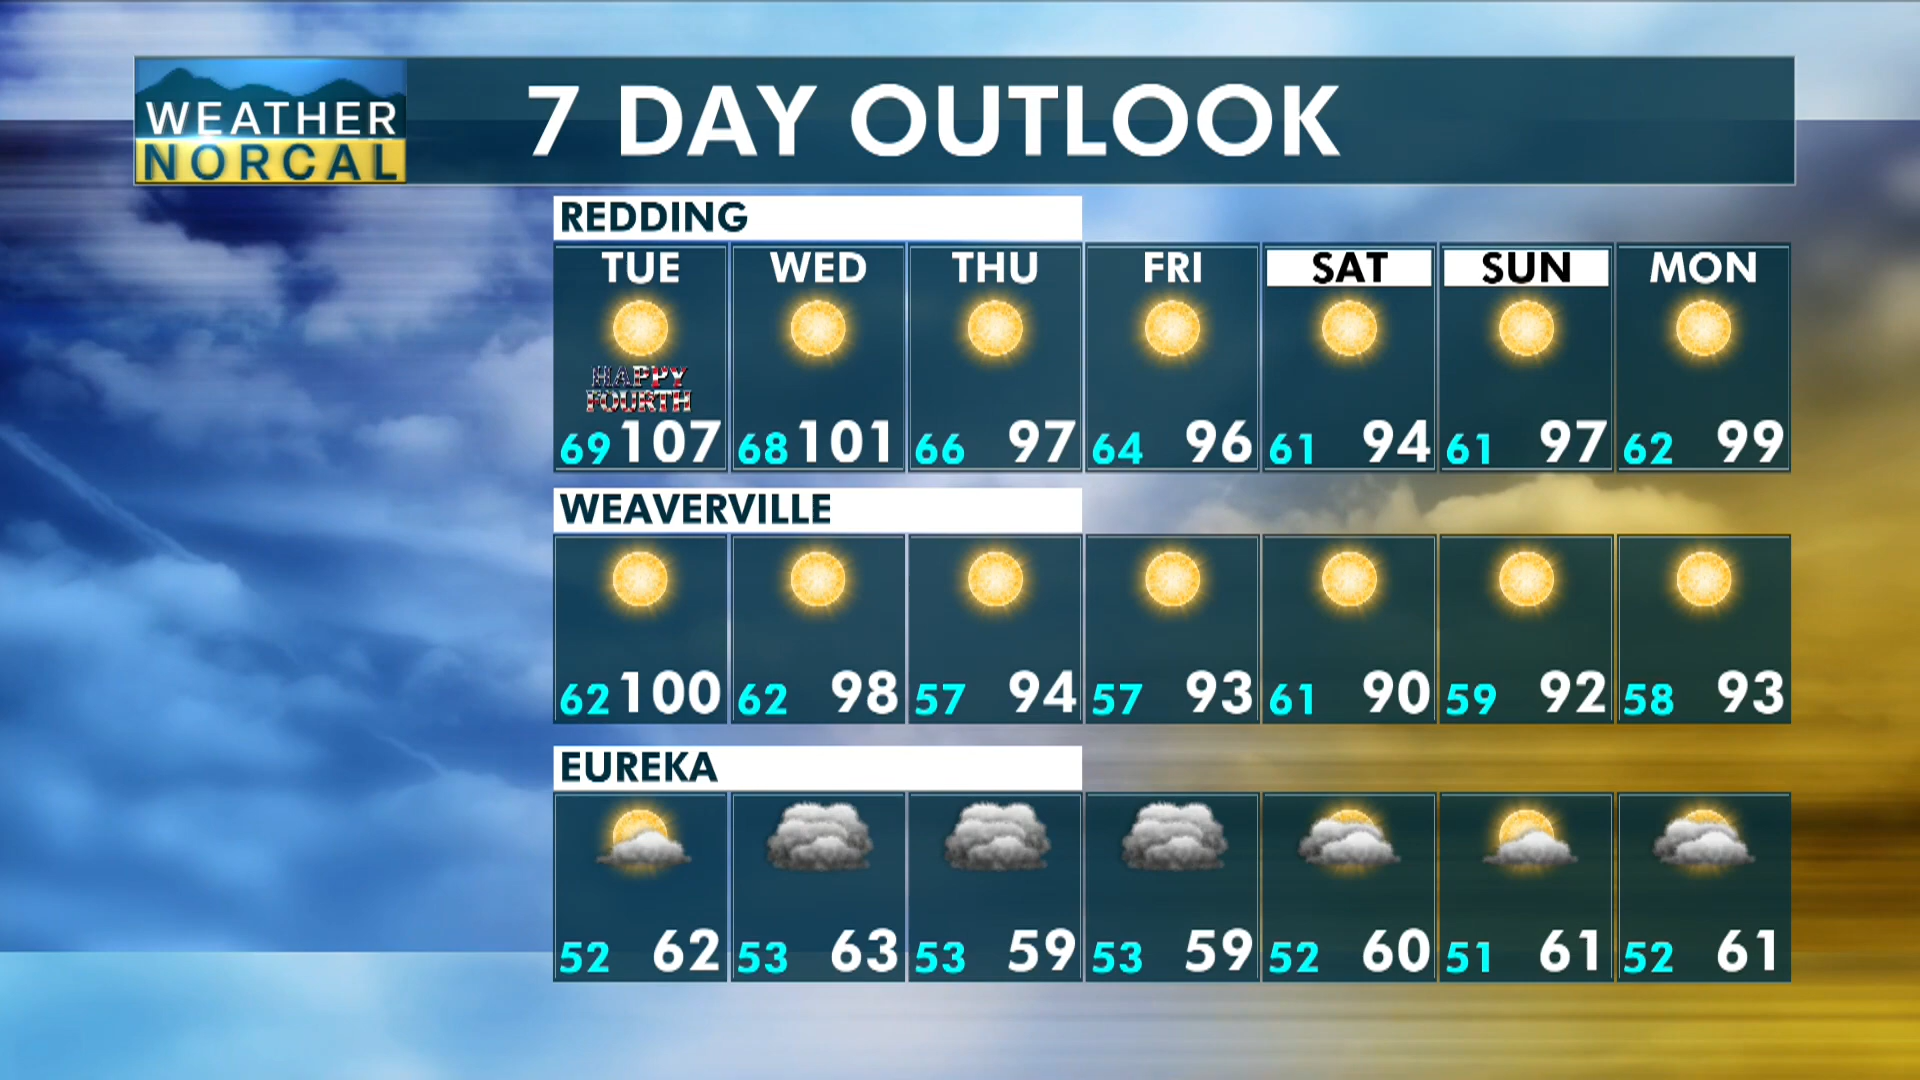 WEATHER
NORCAL
7 DAY OUTLOOK
REDDING
TUE WED THU FRI SAT SUN MON
HAPPY
FOURTH
69 107 68 101 66 97 64 96 61 94 61 97 62 99
WEAVERVILLE
62 100 62 98 57 94 57 93 61 90 59 92 58 93
EUREKA
52 62 53 63 53 59 53 59 52 60 51 61 52 61